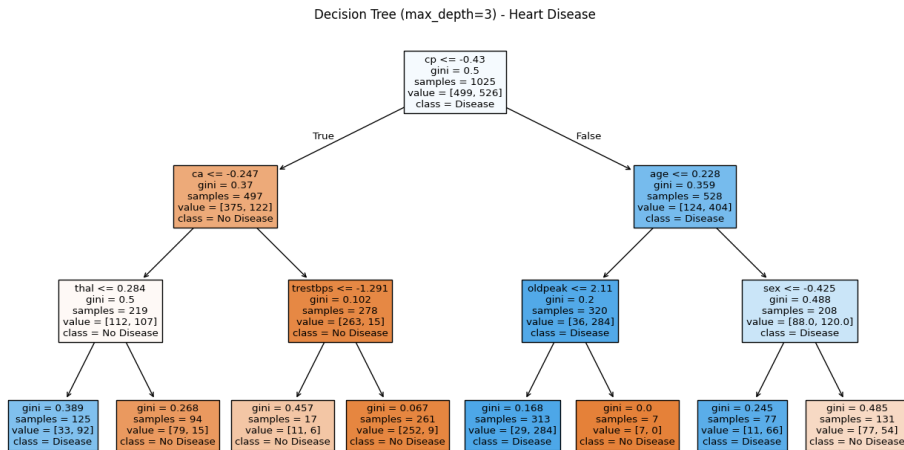 Decision Tree (max_depth=3) - Heart Disease
cp <= -0.43
gini = 0.5
samples = 1025
value = [499, 526]
class = Disease
True
False
ca <= -0.247
gini = 0.37
samples = 497
value = [375, 122]
class = No Disease
age <= 0.228
gini = 0.359
samples = 528
value = [124, 404]
class = Disease
thal <= 0.284
gini = 0.5
samples = 219
value = [112, 107]
class = No Disease
trestbps <= -1.291
gini = 0.102
samples = 278
value = [263, 15]
class = No Disease
oldpeak <= 2.11
gini = 0.2
samples = 320
value = [36, 284]
class = Disease
sex <= -0.425
gini = 0.488
samples = 208
value = [88.0, 120.0]
class = Disease
gini = 0.389
samples = 125
value = [33, 92]
class = Disease
gini = 0.268
samples = 94
value = [79, 15]
class = No Disease
gini = 0.457
samples = 17
value = [11, 6]
class = No Disease
gini = 0.067
samples = 261
value = [252, 9]
class = No Disease
gini = 0.168
samples = 313
value = [29, 284]
class = Disease
gini = 0.0
samples = 7
value = [7, 0]
class = No Disease
gini = 0.245
samples = 77
value = [11, 66]
class = Disease
gini = 0.485
samples = 131
value = [77, 54]
class = No Disease